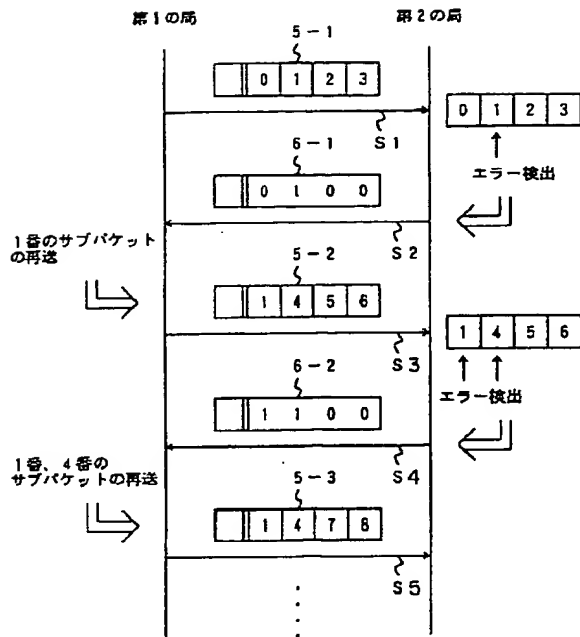 第1の局
第2の局
5-1
0 1 2 3
S1
0 1 2 3
エラー検出
6-1
0 1 0 0
S2
1番のサブパケット
の再送
5-2
1 4 5 6
S3
1 4 5 6
エラー検出
6-2
1 1 0 0
S4
1番、4番の
サブパケットの再送
5-3
1 4 7 8
S5